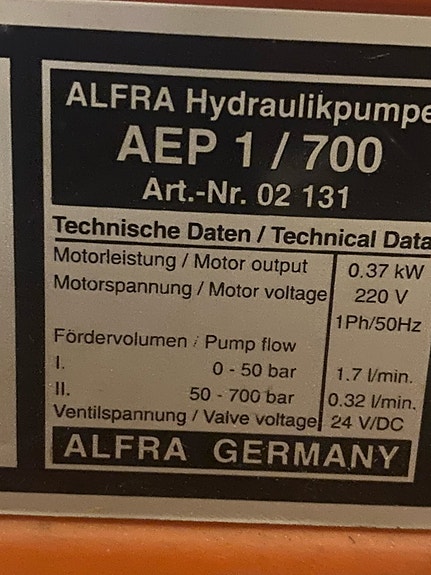 ALFRA Hydraulikpumpe
AEP 1 / 700
Art.-Nr. 02 131
Technische Daten / Technical Data
Motorleistung / Motor output 0.37 kW
Motorspannung / Motor voltage 220 V
1Ph/50Hz
Fördervolumen / Pump flow
I. 0 - 50 bar 1.7 l/min.
II. 50 - 700 bar 0.32 l/min.
Ventilspannung / Valve voltage 24 V/DC
ALFRA GERMANY